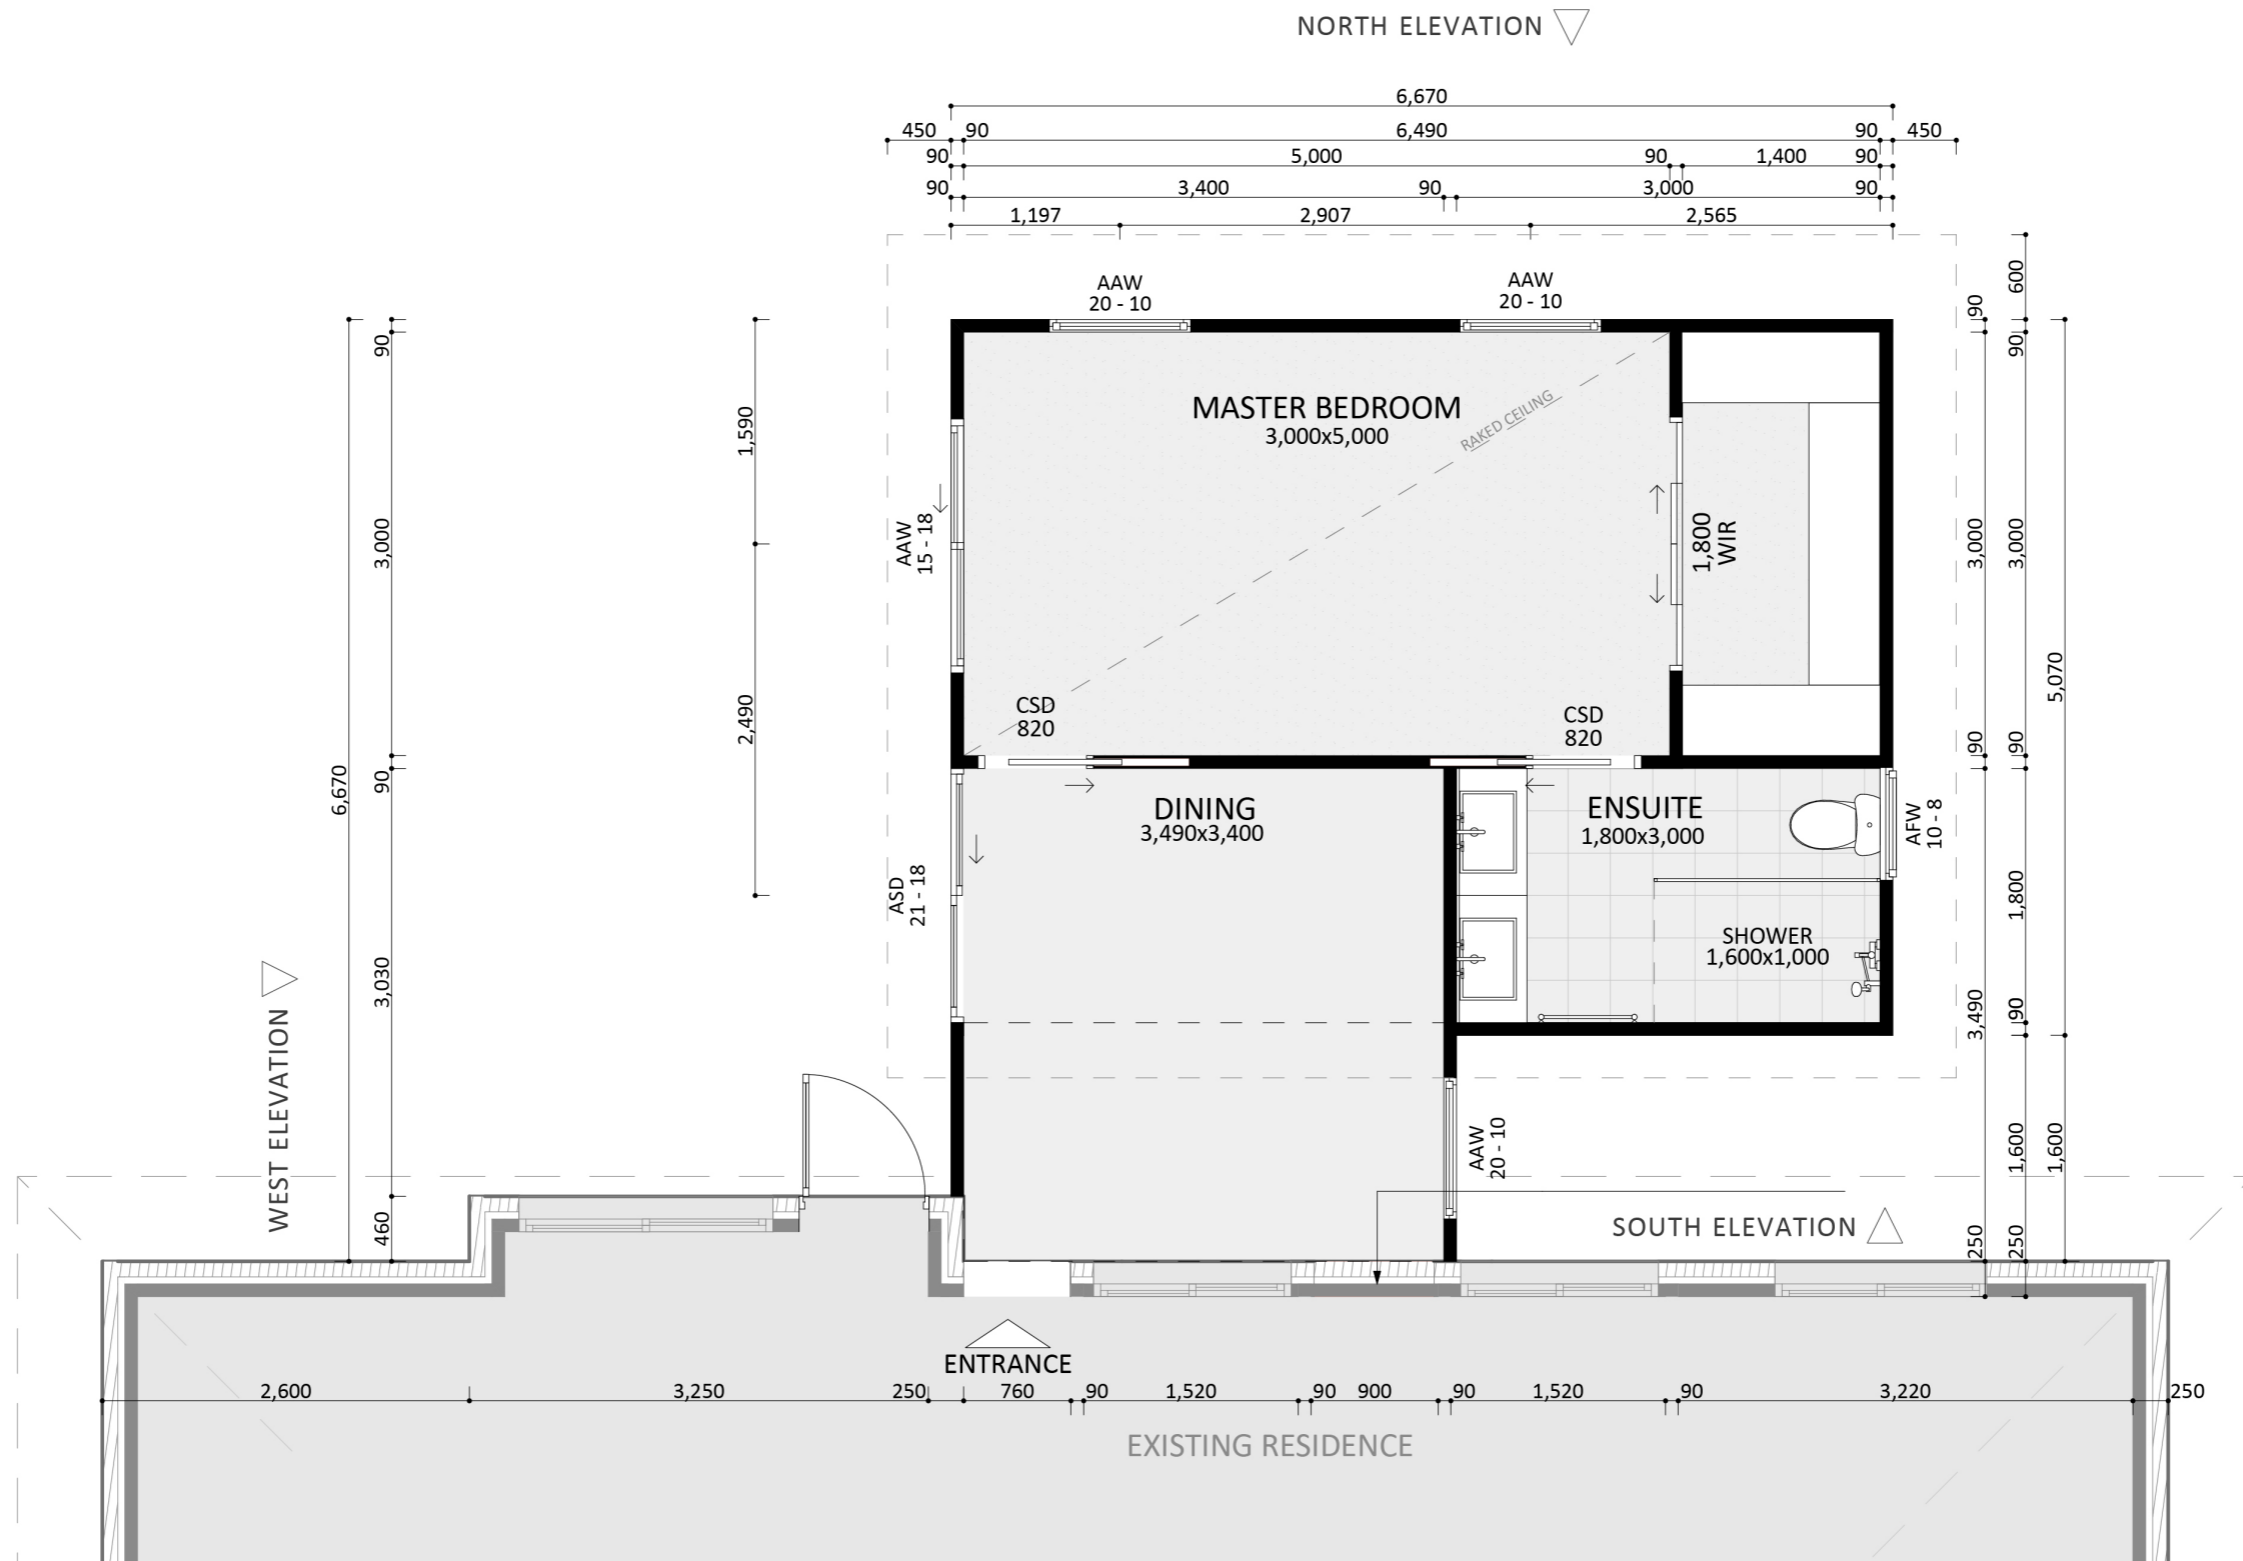 NORTH ELEVATION
6,670
450 90 6,490 90 450
90 5,000 90 1,400 90
90 3,400 90 3,000 90
1,197 2,907 2,565
AAW
20 - 10
AAW
20 - 10
MASTER BEDROOM
3,000x5,000
RAKED CEILING
1,800
WIR
AAW
15 - 18
CSD
820
CSD
820
DINING
3,490x3,400
ENSUITE
1,800x3,000
SHOWER
1,600x1,000
AFW
10 - 8
ASD
21 - 18
AAW
20 - 10
6,670
90
3,000
90
3,030
460
1,590
2,490
90
3,000
90
3,490
250
600
90
3,000
90
1,800
90
1,600
250
5,070
1,600
WEST ELEVATION
SOUTH ELEVATION
ENTRANCE
2,600 3,250 250 760 90 1,520 90 900 90 1,520 90 3,220 250
EXISTING RESIDENCE